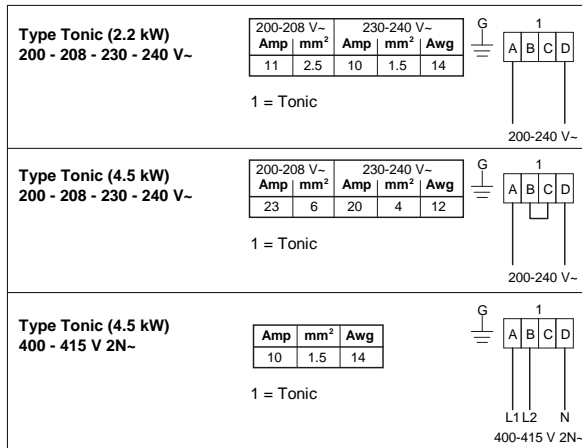 Type Tonic (2.2 kW)
200 - 208 - 230 - 240 V~
200-208 V~ 230-240 V~
Amp mm² Amp mm² Awg
11 2.5 10 1.5 14
1 = Tonic
G 1
A B C D
200-240 V~
Type Tonic (4.5 kW)
200 - 208 - 230 - 240 V~
200-208 V~ 230-240 V~
Amp mm² Amp mm² Awg
23 6 20 4 12
1 = Tonic
G 1
A B C D
200-240 V~
Type Tonic (4.5 kW)
400 - 415 V 2N~
Amp mm² Awg
10 1.5 14
1 = Tonic
G 1
A B C D
L1 L2 N
400-415 V 2N~